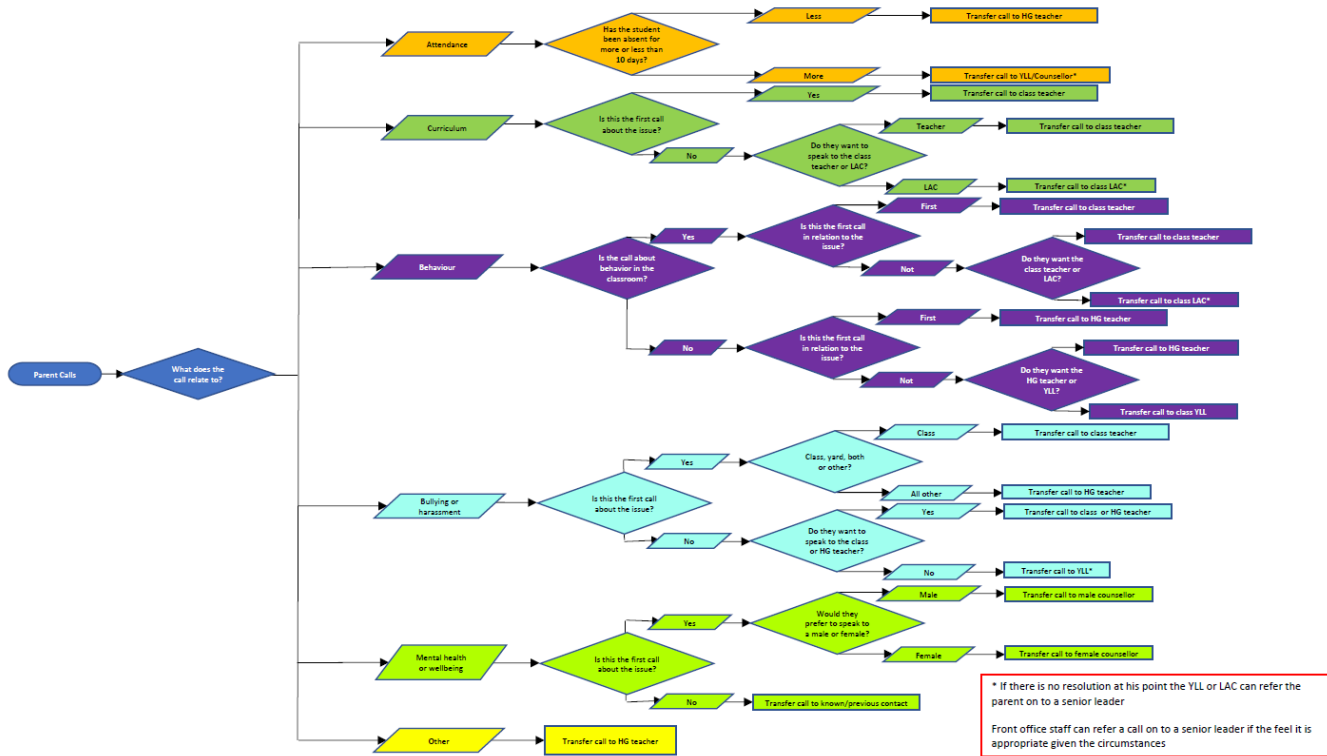 Parent Calls
What does the
call relate to?
Attendance
Has the student
been absent for
more or less than
10 days?
Less
Transfer call to HG teacher
More
Transfer call to YLL/Counsellor*
Curriculum
Is this the first call
about the issue?
Yes
Transfer call to class teacher
No
Do they want to
speak to the class
teacher or LAC?
Teacher
Transfer call to class teacher
LAC
Transfer call to class LAC*
Behaviour
Is the call about
behavior in the
classroom?
Yes
Is this the first call
in relation to the
issue?
First
Transfer call to class teacher
Not
Do they want the
class teacher or
LAC?
Transfer call to class teacher
Transfer call to class LAC*
No
Is this the first call
in relation to the
issue?
First
Transfer call to HG teacher
Not
Do they want the
HG teacher or
YLL?
Transfer call to HG teacher
Transfer call to class YLL
Bullying or
harassment
Is this the first call
about the issue?
Yes
Class, yard, both
or other?
Class
Transfer call to class teacher
All other
Transfer call to HG teacher
No
Do they want to
speak to the class
or HG teacher?
Yes
Transfer call to class or HG teacher
No
Transfer call to YLL*
Mental health
or wellbeing
Is this the first call
about the issue?
Yes
Would they
prefer to speak to
a male or female?
Male
Transfer call to male counsellor
Female
Transfer call to female counsellor
No
Transfer call to known/previous contact
Other
Transfer call to HG teacher
* If there is no resolution at his point the YLL or LAC can refer the
parent on to a senior leader
Front office staff can refer a call on to a senior leader if the feel it is
appropriate given the circumstances